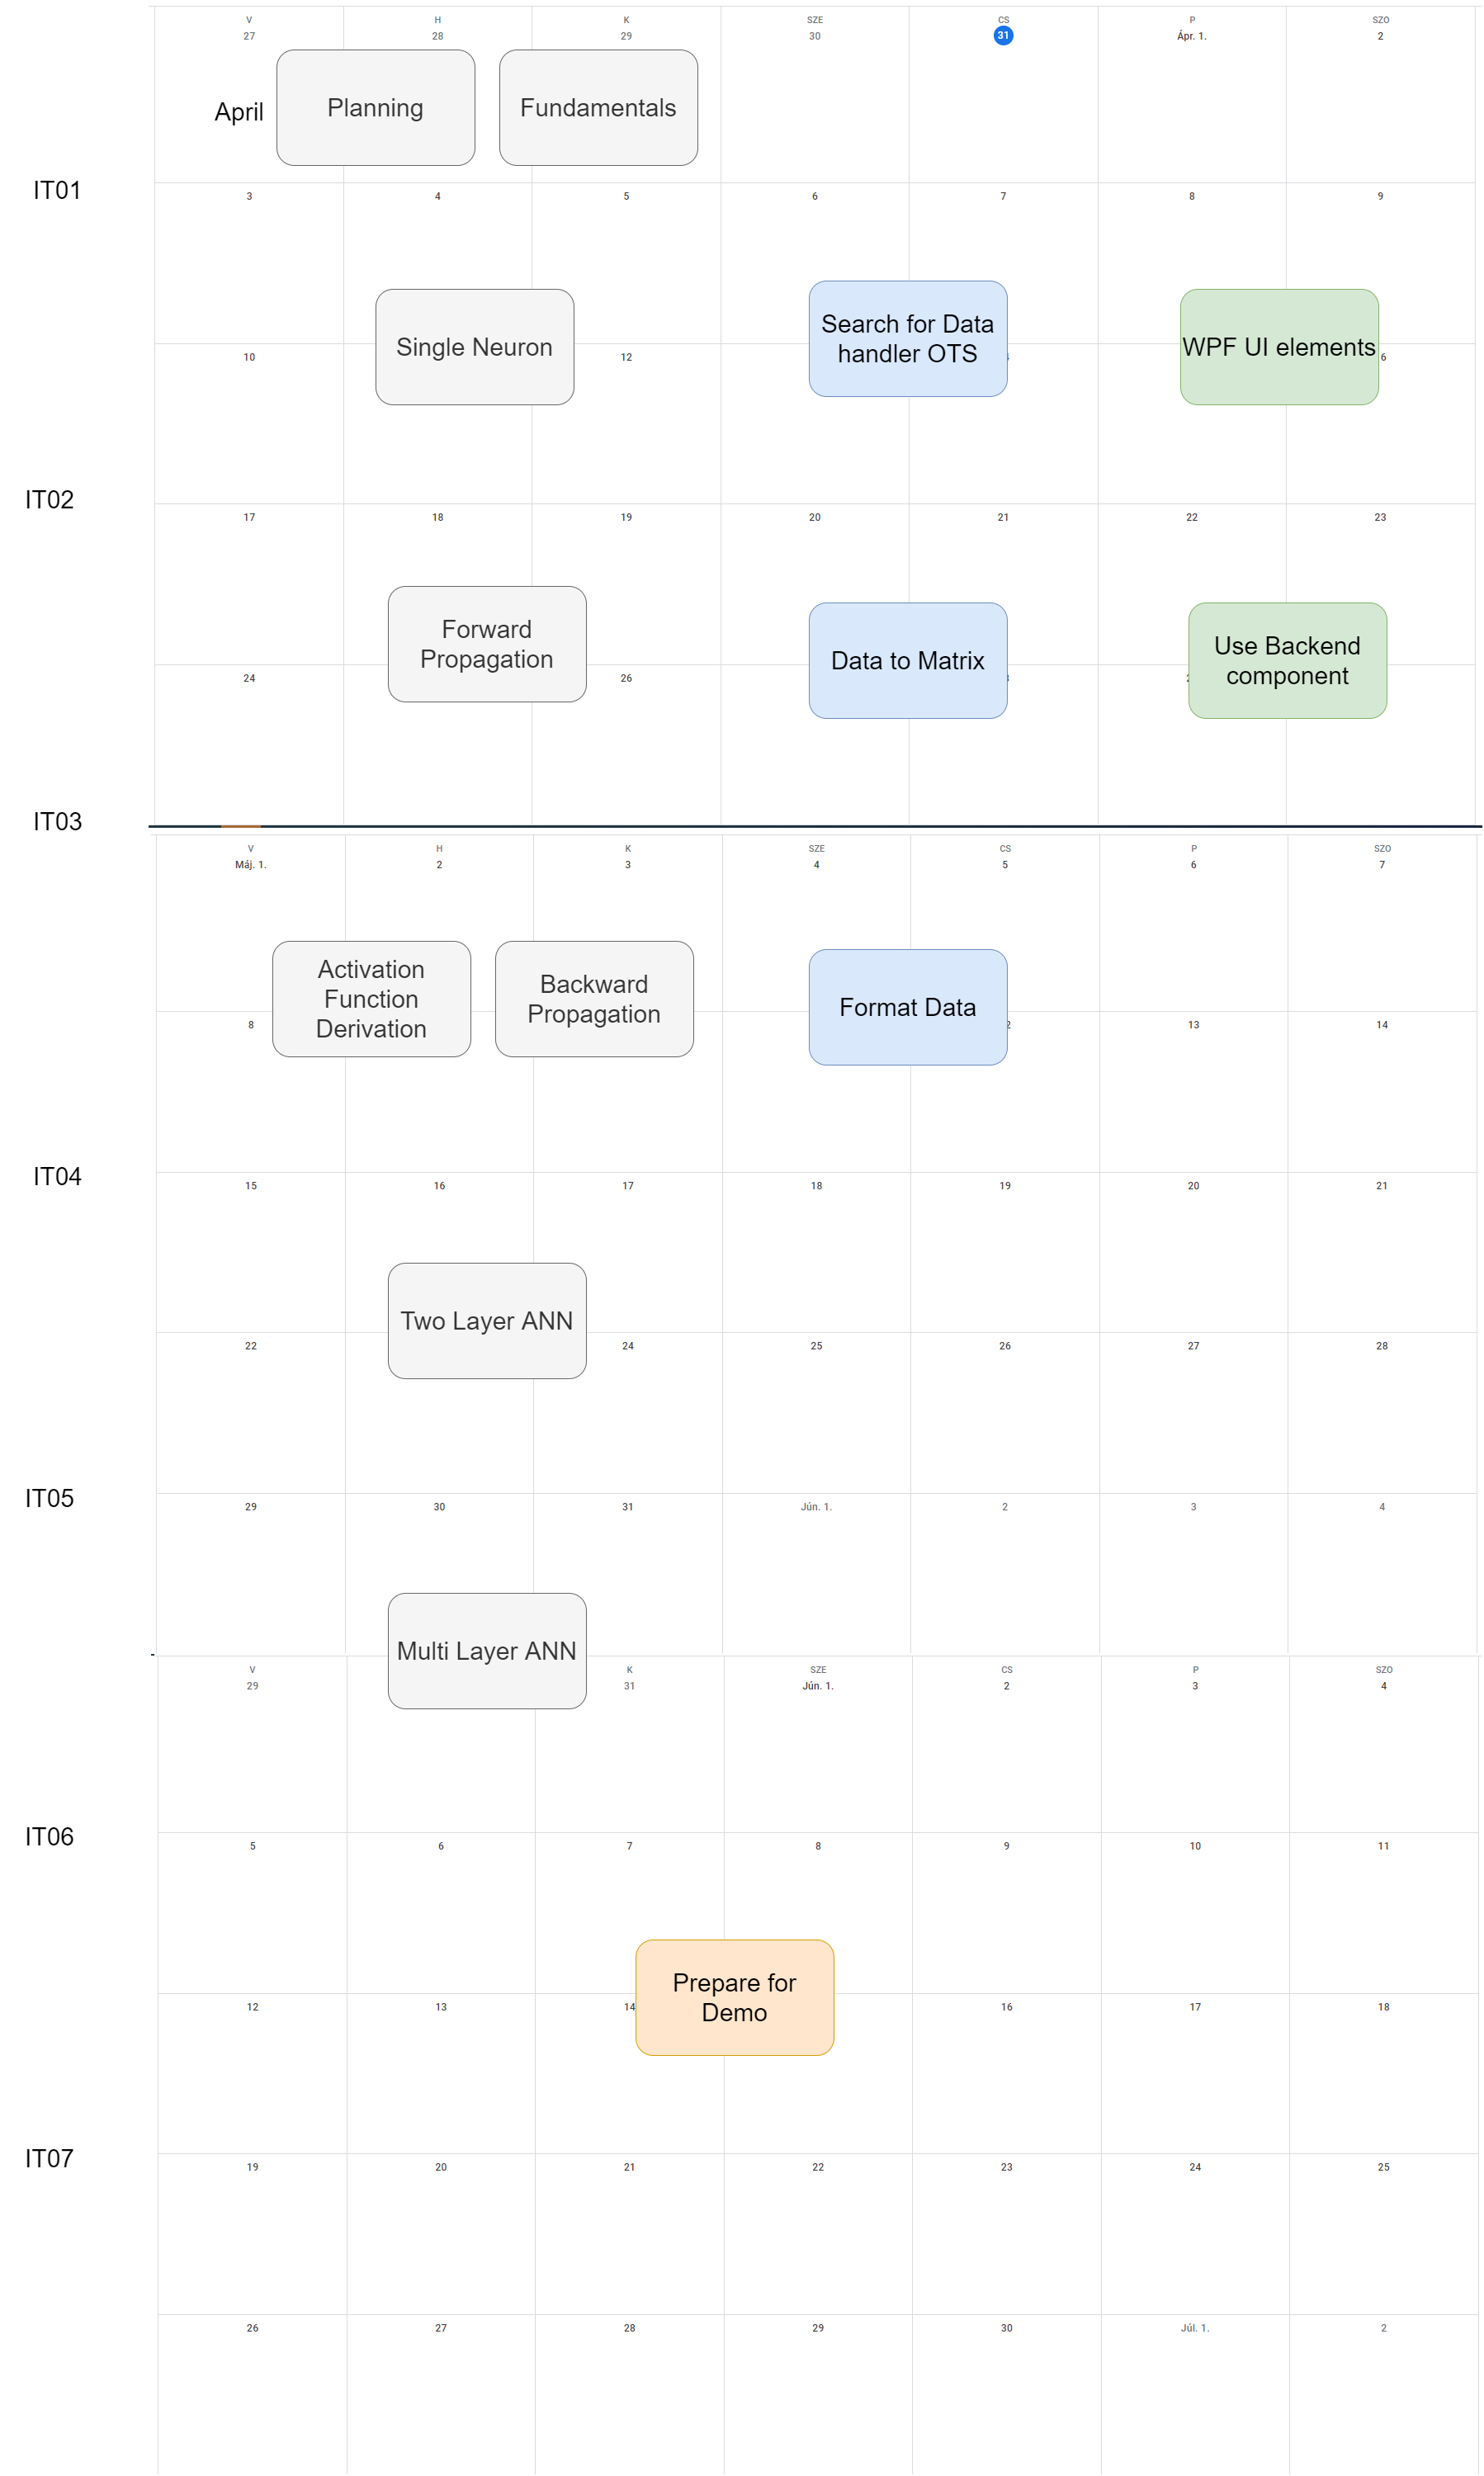 V H K SZE CS P SZO
27 28 29 30 31 Ápr. 1. 2
April
Planning
Fundamentals
IT01
3 4 5 6 7 8 9
Single Neuron
Search for Data
handler OTS
WPF UI elements
10 12 6
IT02
17 18 19 20 21 22 23
Forward
Propagation
Data to Matrix
Use Backend
component
24 26
IT03
V H K SZE CS P SZO
Máj. 1. 2 3 4 5 6 7
Activation
Function
Derivation
Backward
Propagation
Format Data
8 2 13 14
IT04
15 16 17 18 19 20 21
Two Layer ANN
22 24 25 26 27 28
IT05
29 30 31 Jún. 1. 2 3 4
Multi Layer ANN
V K SZE CS P SZO
29 31 Jún. 1. 2 3 4
IT06
5 6 7 8 9 10 11
Prepare for
Demo
12 13 14 16 17 18
IT07
19 20 21 22 23 24 25
26 27 28 29 30 Júl. 1. 2